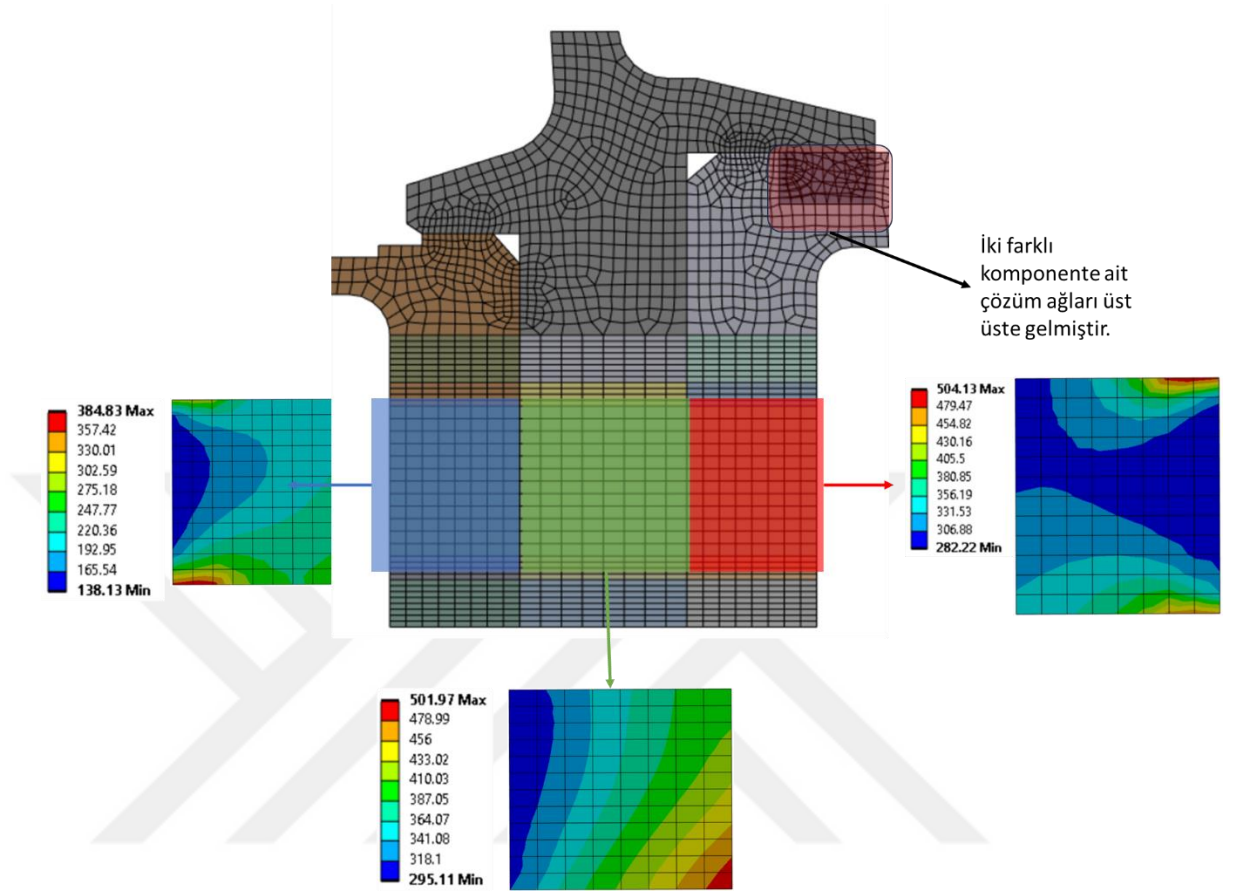 İki farklı
komponente ait
çözüm ağları üst
üste gelmiştir.
384.83 Max
357.42
330.01
302.59
275.18
247.77
220.36
192.95
165.54
138.13 Min
504.13 Max
479.47
454.82
430.16
405.5
380.85
356.19
331.53
306.88
282.22 Min
501.97 Max
478.99
456
433.02
410.03
387.05
364.07
341.08
318.1
295.11 Min